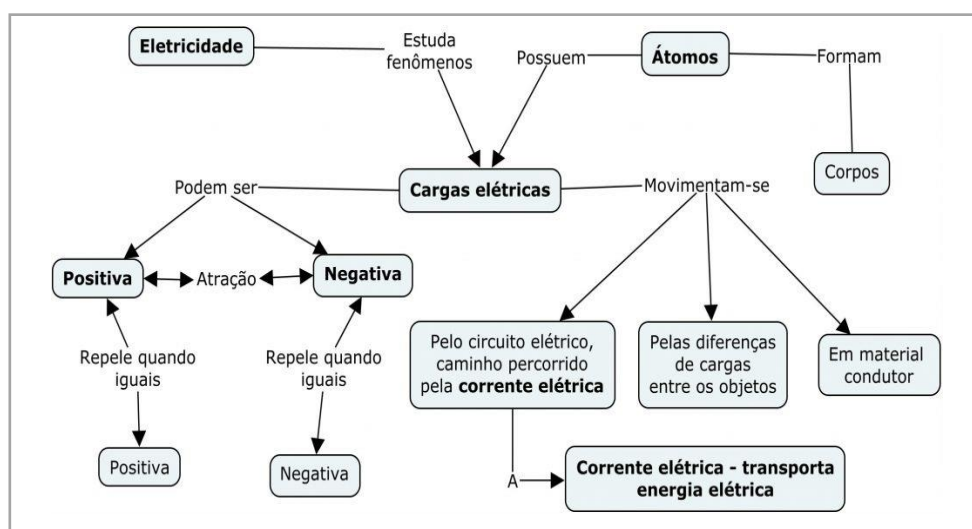 Eletricidade
Estuda
fenômenos
Possuem
Átomos
Formam
Corpos
Podem ser
Cargas elétricas
Movimentam-se
Positiva
Atração
Negativa
Repele quando
iguais
Repele quando
iguais
Positiva
Negativa
Pelo circuito elétrico,
caminho percorrido
pela corrente elétrica
Pelas diferenças
de cargas
entre os objetos
Em material
condutor
A
Corrente elétrica - transporta
energia elétrica